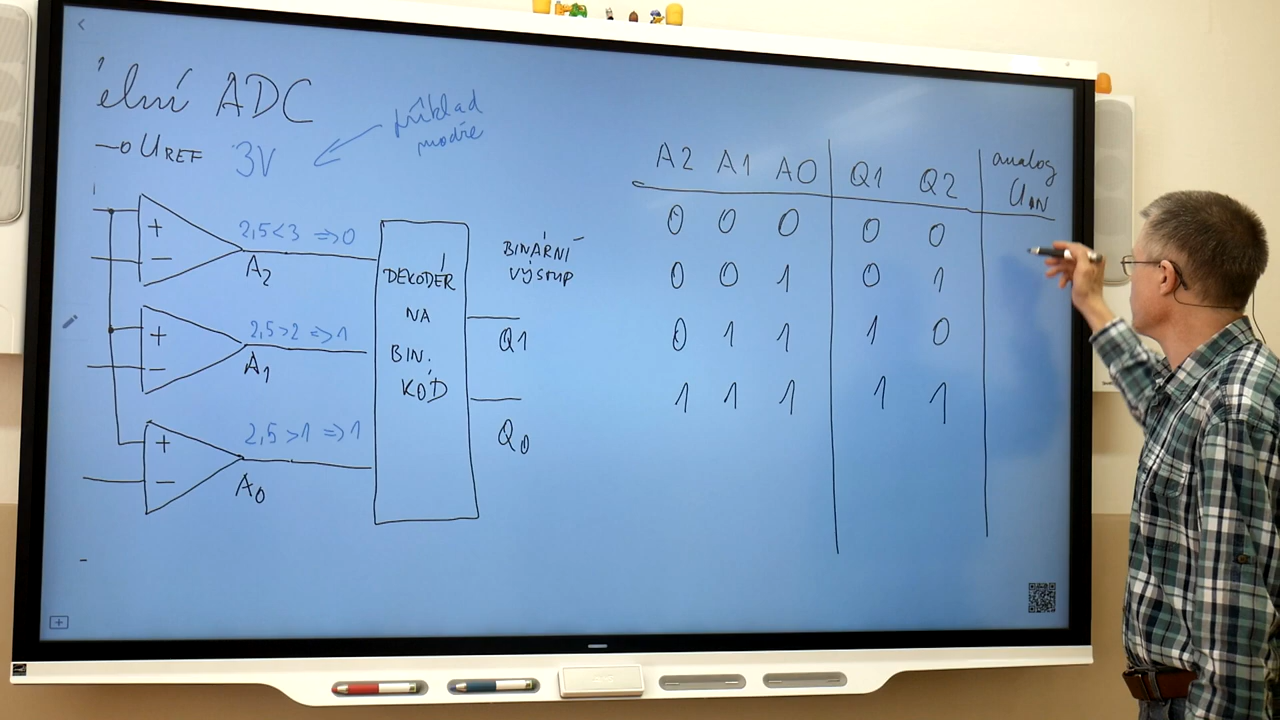 élní ADC
UREF 3V
příklad
modře
+
−
2,5<3 => 0
A2
+
−
2,5>2 => 1
A1
+
−
2,5>1 => 1
A0
DEKODÉR
NA
BIN.
KÓD
BINÁRNÍ
VÝSTUP
Q1
Q0
A2 A1 A0 Q1 Q2 analog
UIN
0 0 0 0 0
0 0 1 0 1
0 1 1 1 0
1 1 1 1 1